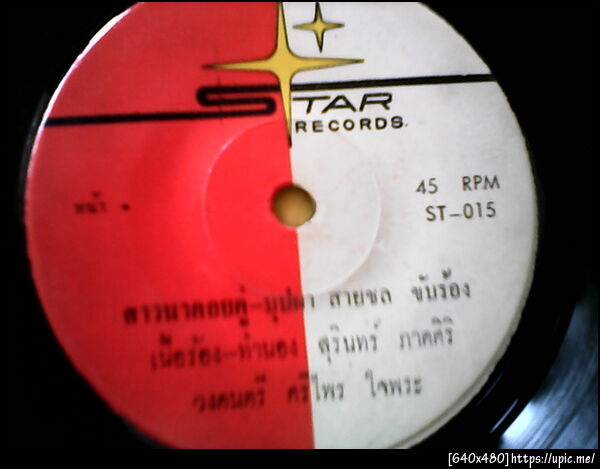 STAR
RECORDS.
45 RPM
หน้า
ST-015
สาวนาคอยคู่-บุปผา สายชล ขับร้อง
เนื้อร้อง-ทำนอง สุรินทร์ ภาคศิริ
วงดนตรี ศรีไพร ใจพระ
[640x480]https://upic.me/